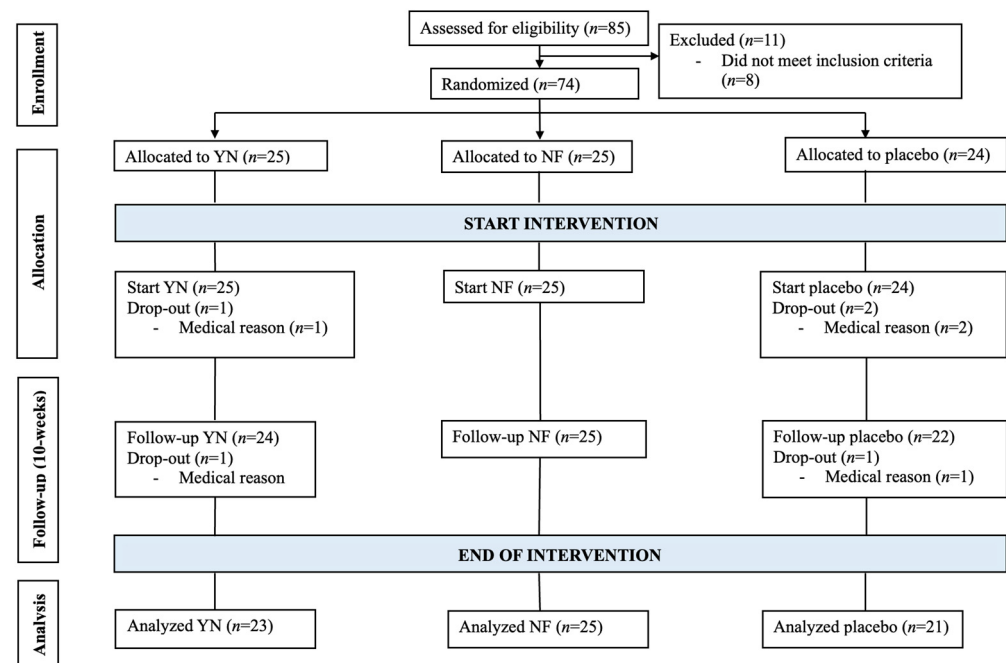 Enrollment
Assessed for eligibility (n=85)
Excluded (n=11)
- Did not meet inclusion criteria
(n=8)
Randomized (n=74)
Allocation
Allocated to YN (n=25)
Allocated to NF (n=25)
Allocated to placebo (n=24)
START INTERVENTION
Start YN (n=25)
Drop-out (n=1)
- Medical reason (n=1)
Start NF (n=25)
Start placebo (n=24)
Drop-out (n=2)
- Medical reason (n=2)
Follow-up (10-weeks)
Follow-up YN (n=24)
Drop-out (n=1)
- Medical reason
Follow-up NF (n=25)
Follow-up placebo (n=22)
Drop-out (n=1)
- Medical reason (n=1)
END OF INTERVENTION
Analysis
Analyzed YN (n=23)
Analyzed NF (n=25)
Analyzed placebo (n=21)